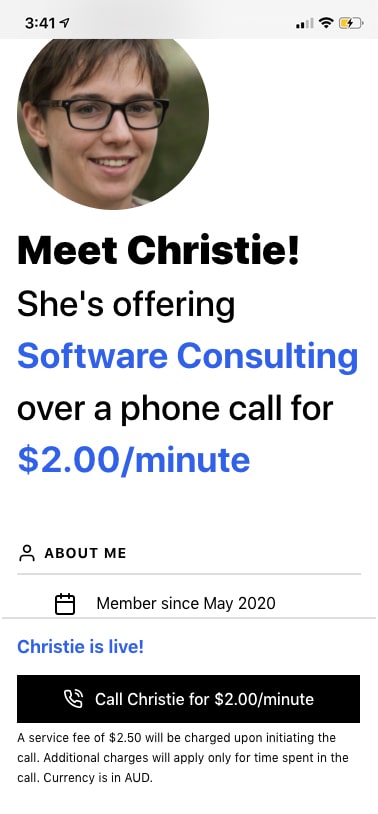 3:41
Meet Christie!
She's offering
Software Consulting
over a phone call for
$2.00/minute
ABOUT ME
Member since May 2020
Christie is live!
Call Christie for $2.00/minute
A service fee of $2.50 will be charged upon initiating the
call. Additional charges will apply only for time spent in the
call. Currency is in AUD.